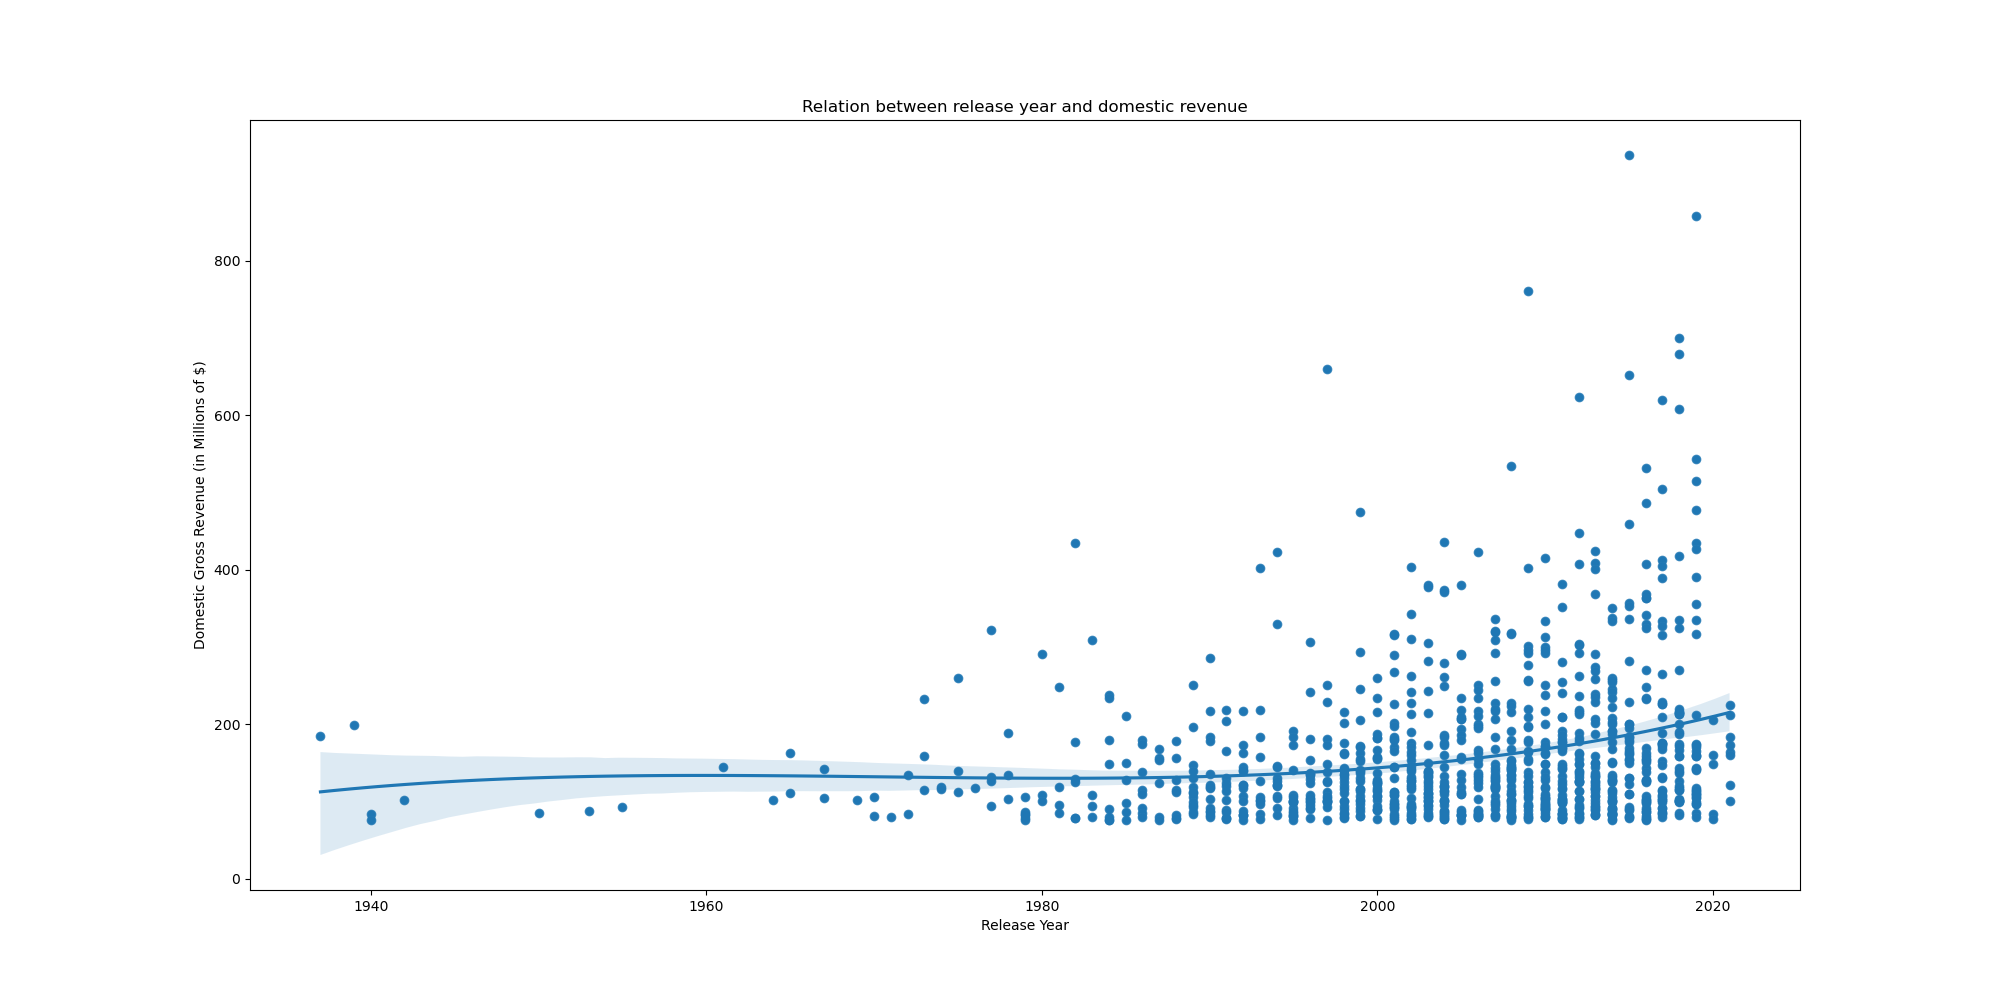 Relation between release year and domestic revenue
Domestic Gross Revenue (in Millions of $)
800
600
400
200
0
1940 1960 1980 2000 2020
Release Year